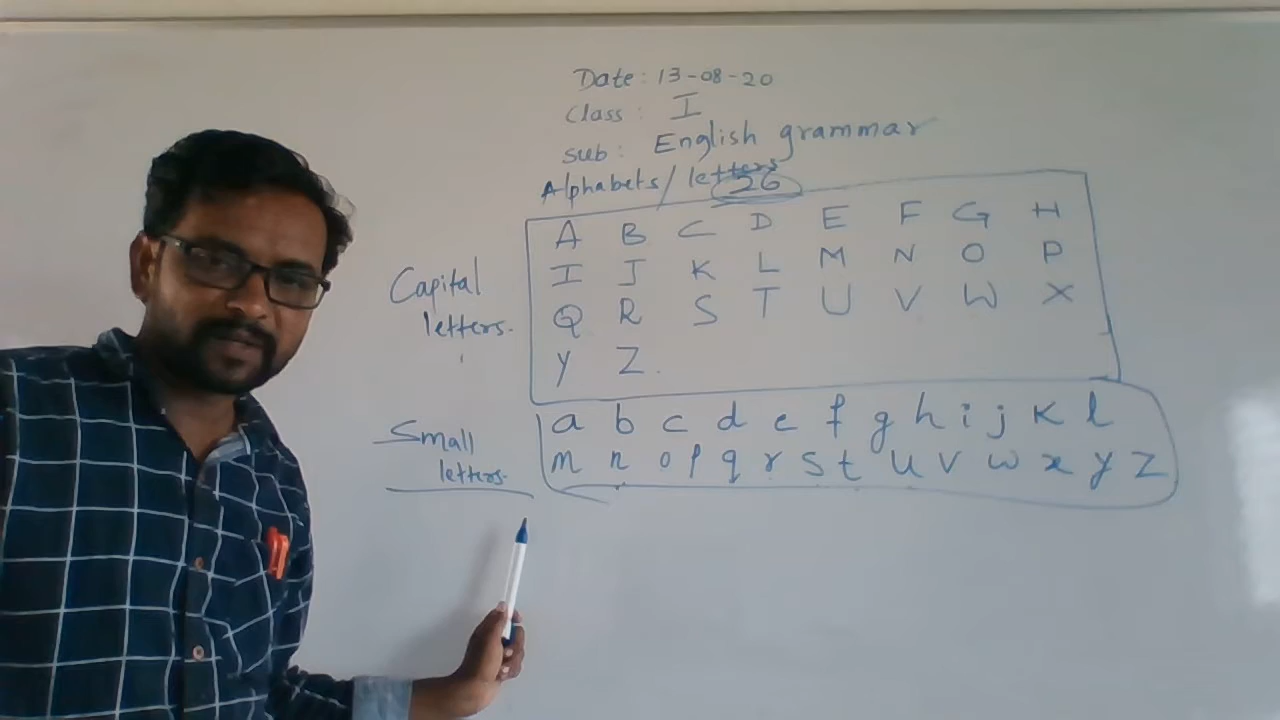 Date: 13-08-20
Class: I
Sub: English grammar
Alphabets/letters 26
Capital letters.
A B C D E F G H
I J K L M N O P
Q R S T U V W X
Y Z.
Small letters.
a b c d e f g h i j k l
m n o p q r s t u v w x y z